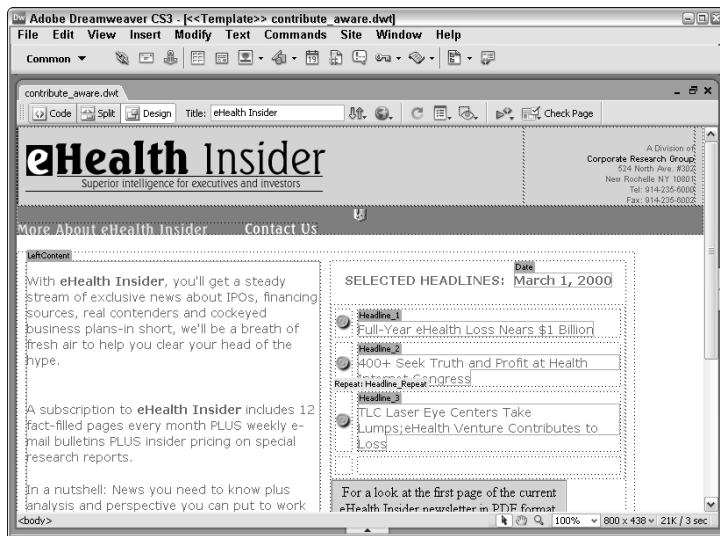 Dw Adobe Dreamweaver CS3 - [<<Template>> contribute_aware.dwt]
File Edit View Insert Modify Text Commands Site Window Help
Common
contribute_aware.dwt
Code Split Design Title: eHealth Insider Check Page
eHealth Insider
Superior intelligence for executives and investors
A Division of
Corporate Research Group
524 North Ave. #302
New Rochelle NY 10801
Tel: 914-235-6000
Fax: 914-235-6002
More About eHealth Insider Contact Us
LeftContent
With eHealth Insider, you'll get a steady
stream of exclusive news about IPOs, financing
sources, real contenders and cockeyed
business plans-in short, we'll be a breath of
fresh air to help you clear your head of the
hype.
A subscription to eHealth Insider includes 12
fact-filled pages every month PLUS weekly e-
mail bulletins PLUS insider pricing on special
research reports.
In a nutshell: News you need to know plus
analysis and perspective you can put to work
Date
SELECTED HEADLINES: March 1, 2000
Headline_1
Full-Year eHealth Loss Nears $1 Billion
Headline_2
400+ Seek Truth and Profit at Health
Internet Congress
Repeat: Headline_Repeat
Headline_3
TLC Laser Eye Centers Take
Lumps;eHealth Venture Contributes to
Loss
For a look at the first page of the current
eHealth Insider newsletter in PDF format
<body> 100% 800 x 438 21K / 3 sec